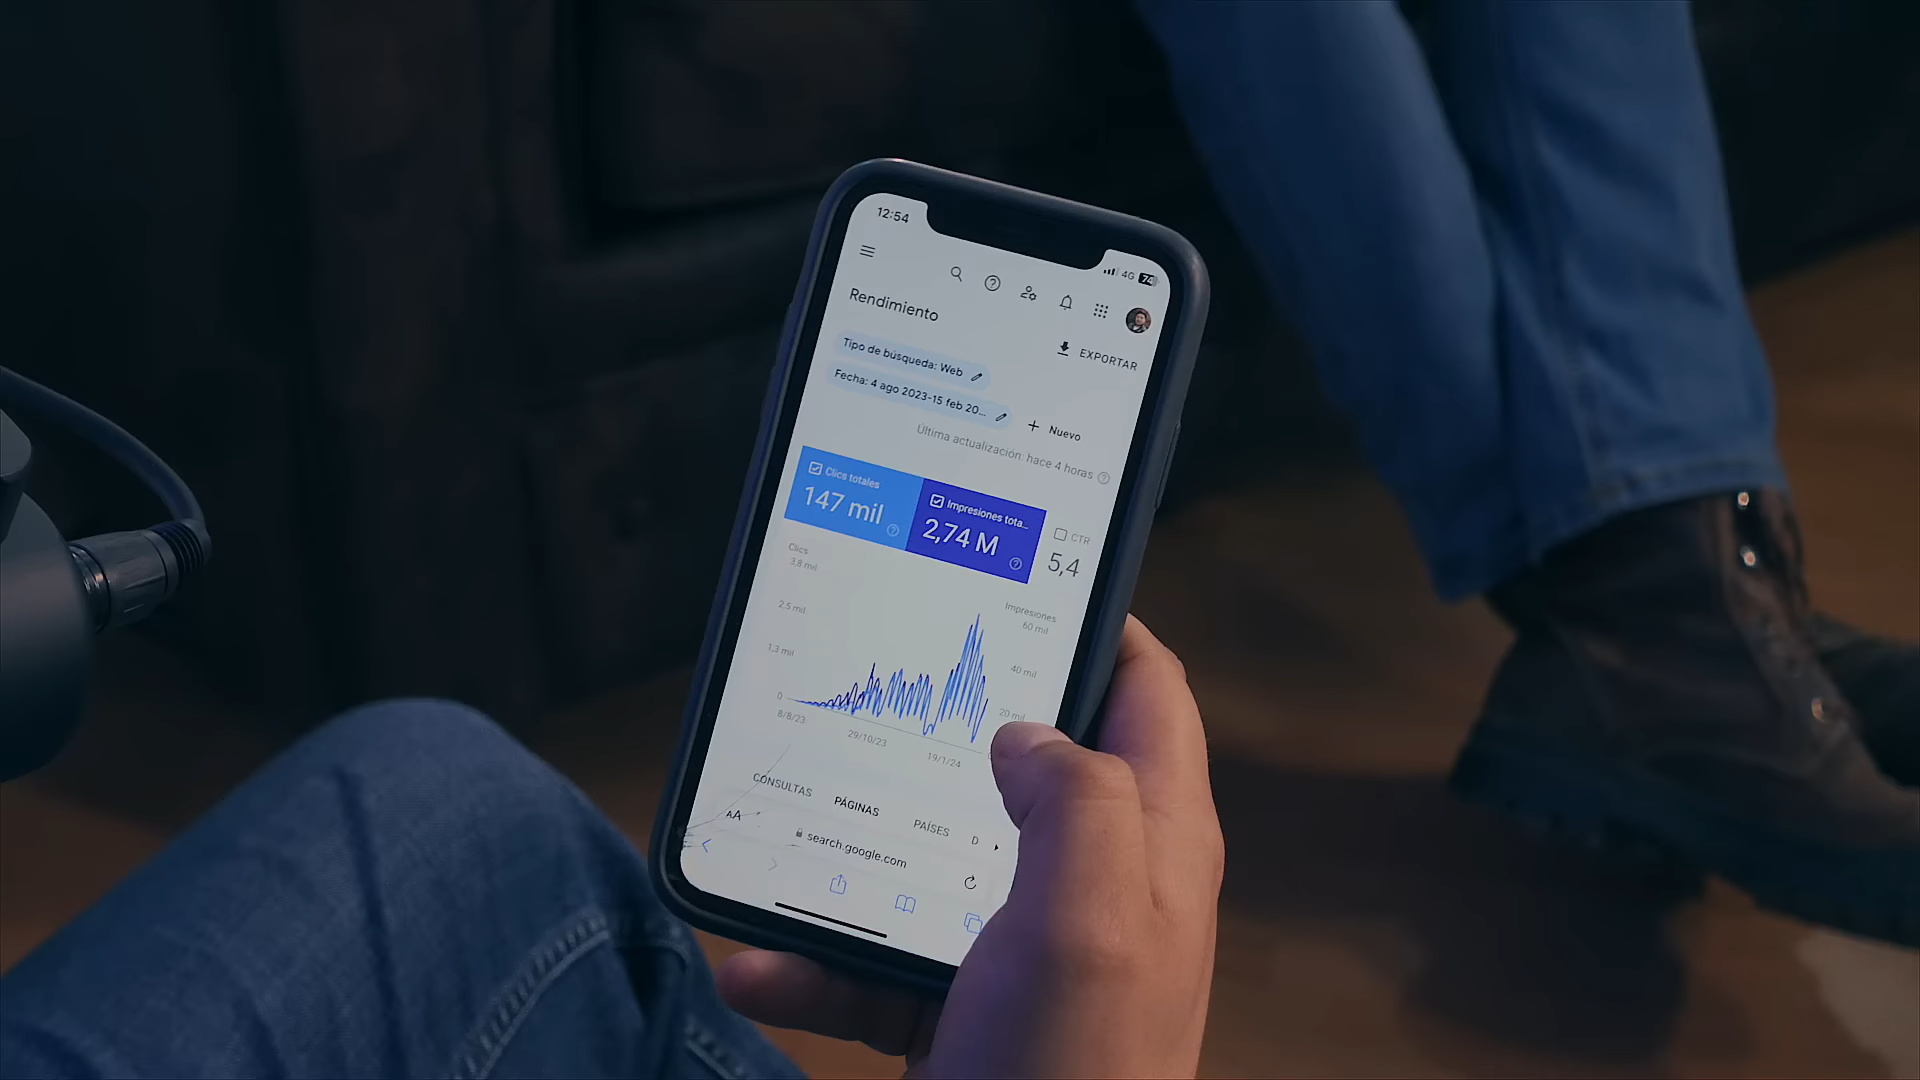 12:54
4G 74
Rendimiento
EXPORTAR
Tipo de búsqueda: Web
Fecha: 4 ago 2023-15 feb 20...
Nuevo
Última actualización: hace 4 horas
Clics totales
147 mil
Impresiones tota...
2,74 M
CTR
5,4
Clics
3,8 mil
2,5 mil
1,3 mil
0
Impresiones
60 mil
40 mil
20 mil
8/8/23
29/10/23
19/1/24
CONSULTAS
PÁGINAS
PAÍSES
D
AA
search.google.com